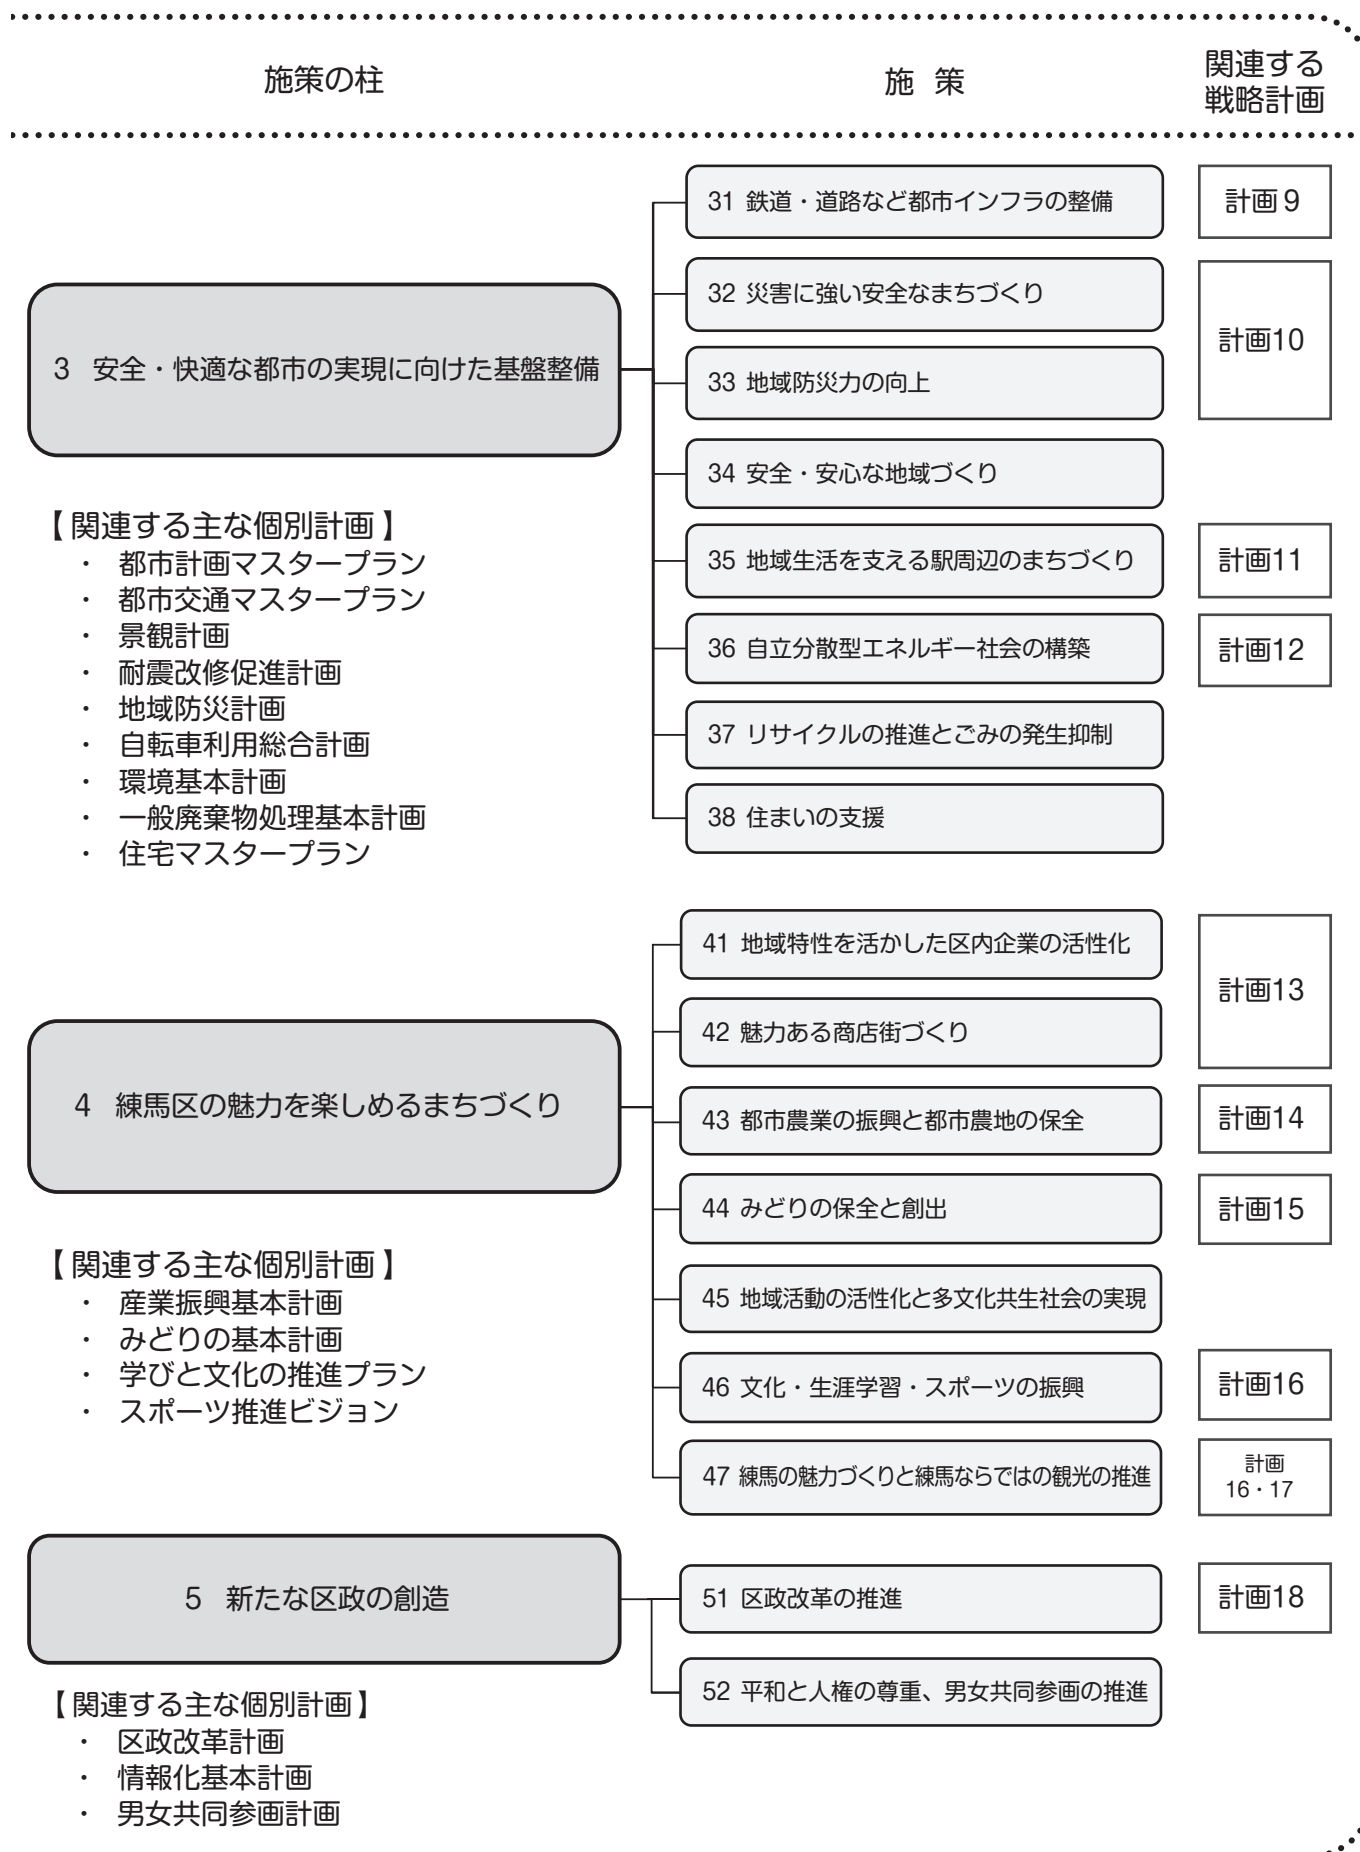 施策の柱
施 策
関連する
戦略計画
3 安全・快適な都市の実現に向けた基盤整備
31 鉄道・道路など都市インフラの整備
計画9
32 災害に強い安全なまちづくり
計画10
33 地域防災力の向上
34 安全・安心な地域づくり
35 地域生活を支える駅周辺のまちづくり
計画11
36 自立分散型エネルギー社会の構築
計画12
37 リサイクルの推進とごみの発生抑制
38 住まいの支援
【関連する主な個別計画】
・ 都市計画マスタープラン
・ 都市交通マスタープラン
・ 景観計画
・ 耐震改修促進計画
・ 地域防災計画
・ 自転車利用総合計画
・ 環境基本計画
・ 一般廃棄物処理基本計画
・ 住宅マスタープラン
4 練馬区の魅力を楽しめるまちづくり
41 地域特性を活かした区内企業の活性化
計画13
42 魅力ある商店街づくり
43 都市農業の振興と都市農地の保全
計画14
44 みどりの保全と創出
計画15
45 地域活動の活性化と多文化共生社会の実現
46 文化・生涯学習・スポーツの振興
計画16
47 練馬の魅力づくりと練馬ならではの観光の推進
計画
16・17
【関連する主な個別計画】
・ 産業振興基本計画
・ みどりの基本計画
・ 学びと文化の推進プラン
・ スポーツ推進ビジョン
5 新たな区政の創造
51 区政改革の推進
計画18
52 平和と人権の尊重、男女共同参画の推進
【関連する主な個別計画】
・ 区政改革計画
・ 情報化基本計画
・ 男女共同参画計画